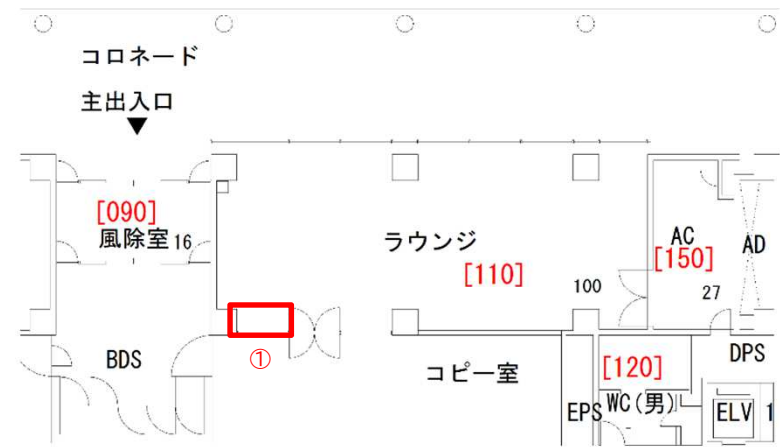 コロネード
主出入口
[090]
風除室 16
ラウンジ
[110]
100
AC
[150]
27
AD
①
BDS
コピー室
[120]
DPS
EPS
WC(男)
ELV 1